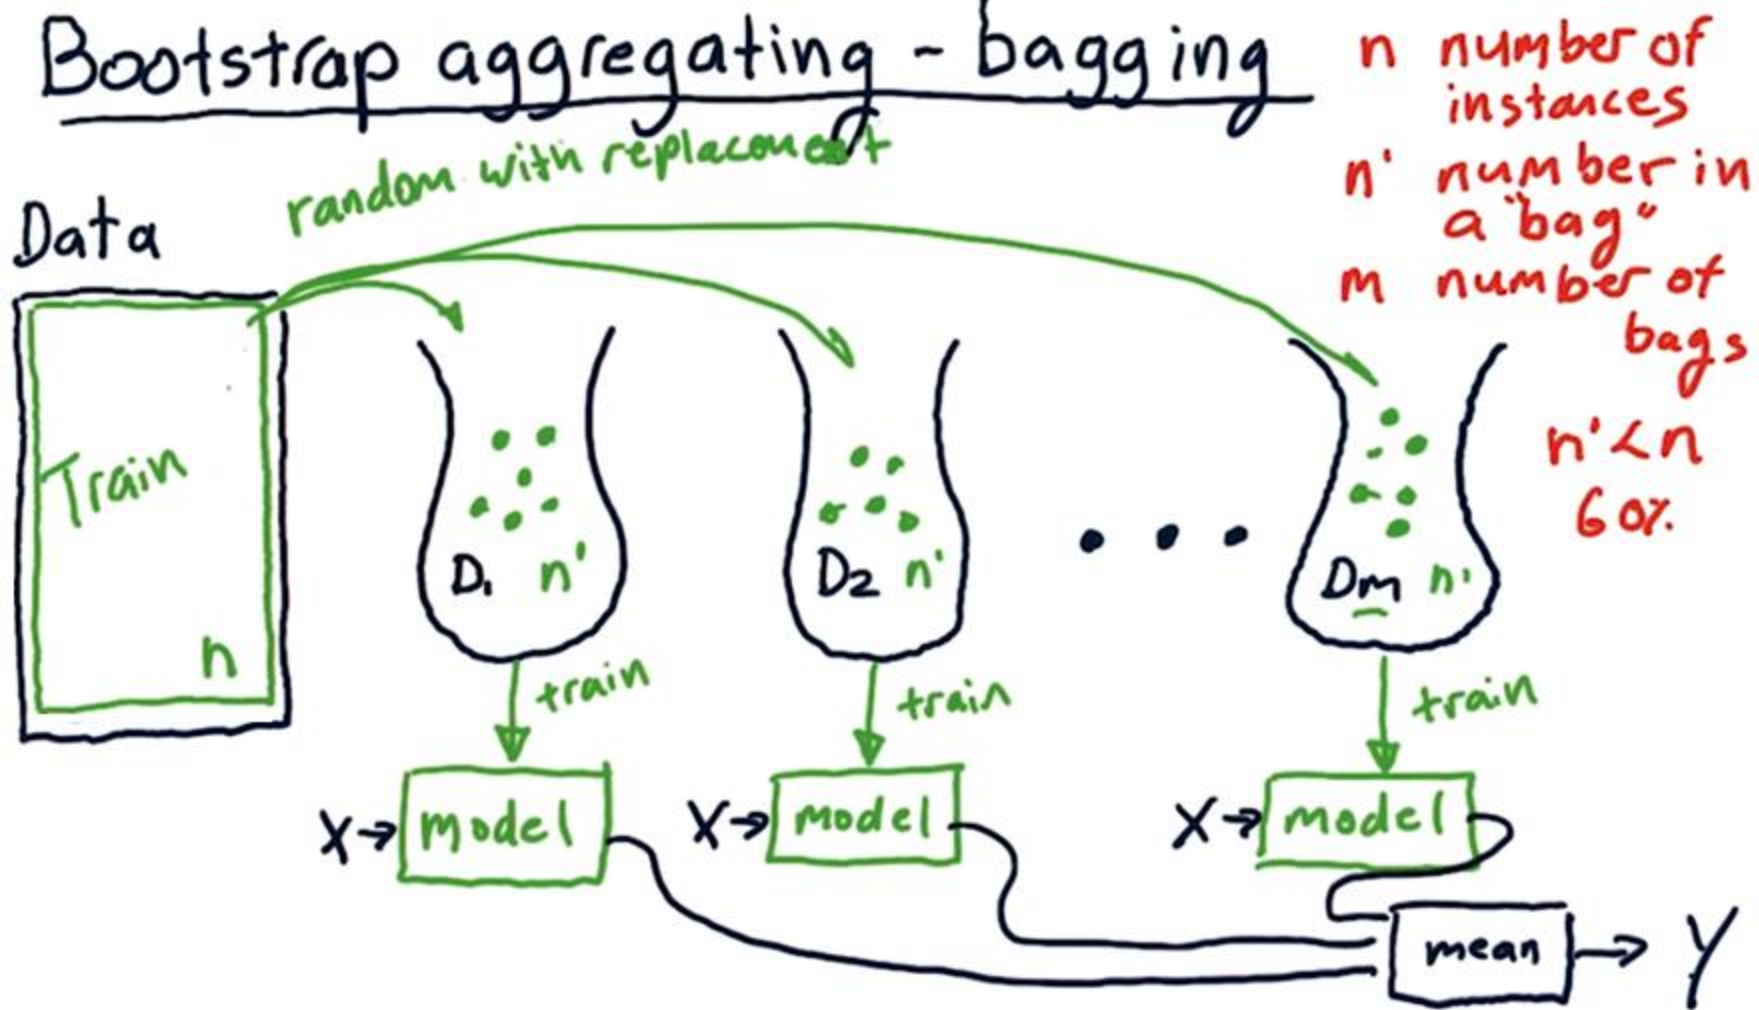 Bootstrap aggregating - bagging
random with replacement
Data
Train
n
D1 n'
D2 n'
Dm n'
train
train
train
X→ model
X→ model
X→ model
mean → Y
n number of
instances
n' number in
a "bag"
m number of
bags
n'<n
60%